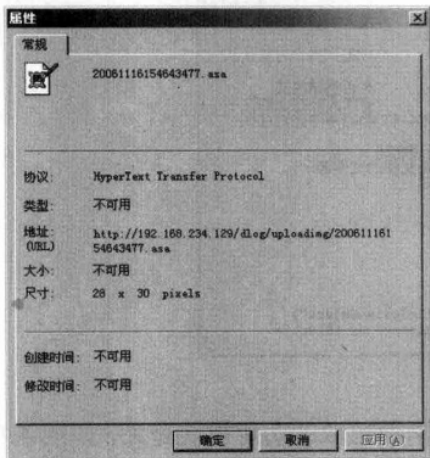 属性
常规
20061116154643477.asa
协议: HyperText Transfer Protocol
类型: 不可用
地址: http://192.168.234.129/dlog/uploading/200611161
(URL) 54643477.asa
大小: 不可用
尺寸: 28 x 30 pixels
创建时间: 不可用
修改时间: 不可用
确定 取消 应用(A)